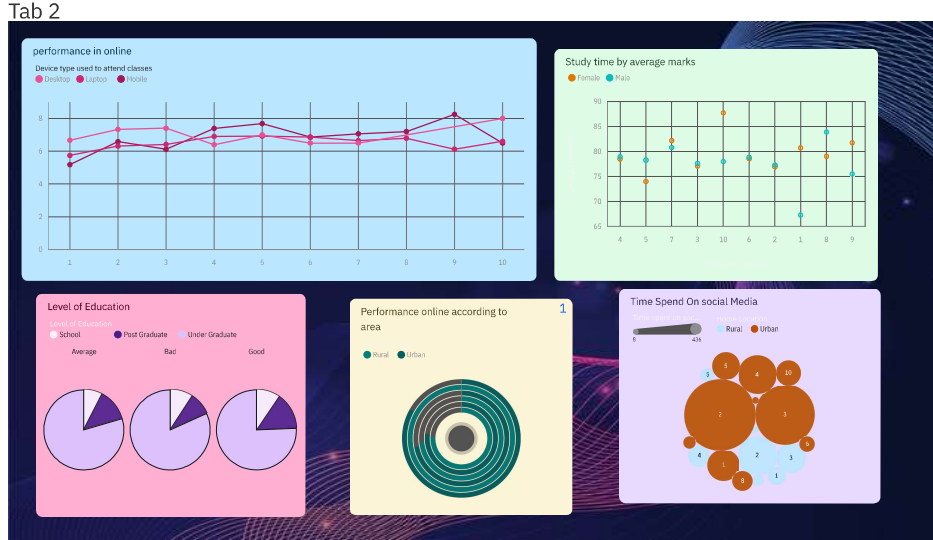 Tab 2
performance in online
Device type used to attend classes
Desktop Laptop Mobile
8
6
4
2
0
1 2 3 4 5 6 7 8 9 10
Study time by average marks
Female Male
90
85
80
75
70
65
4 5 7 3 10 6 2 1 8 9
Level of Education
Level of Education
School Post Graduate Under Graduate
Average Bad Good
Performance online according to
area
1
Rural Urban
Time Spend On social Media
Rural Urban
8 436
5
5
4
10
2
3
6
4
2
3
1
1
9